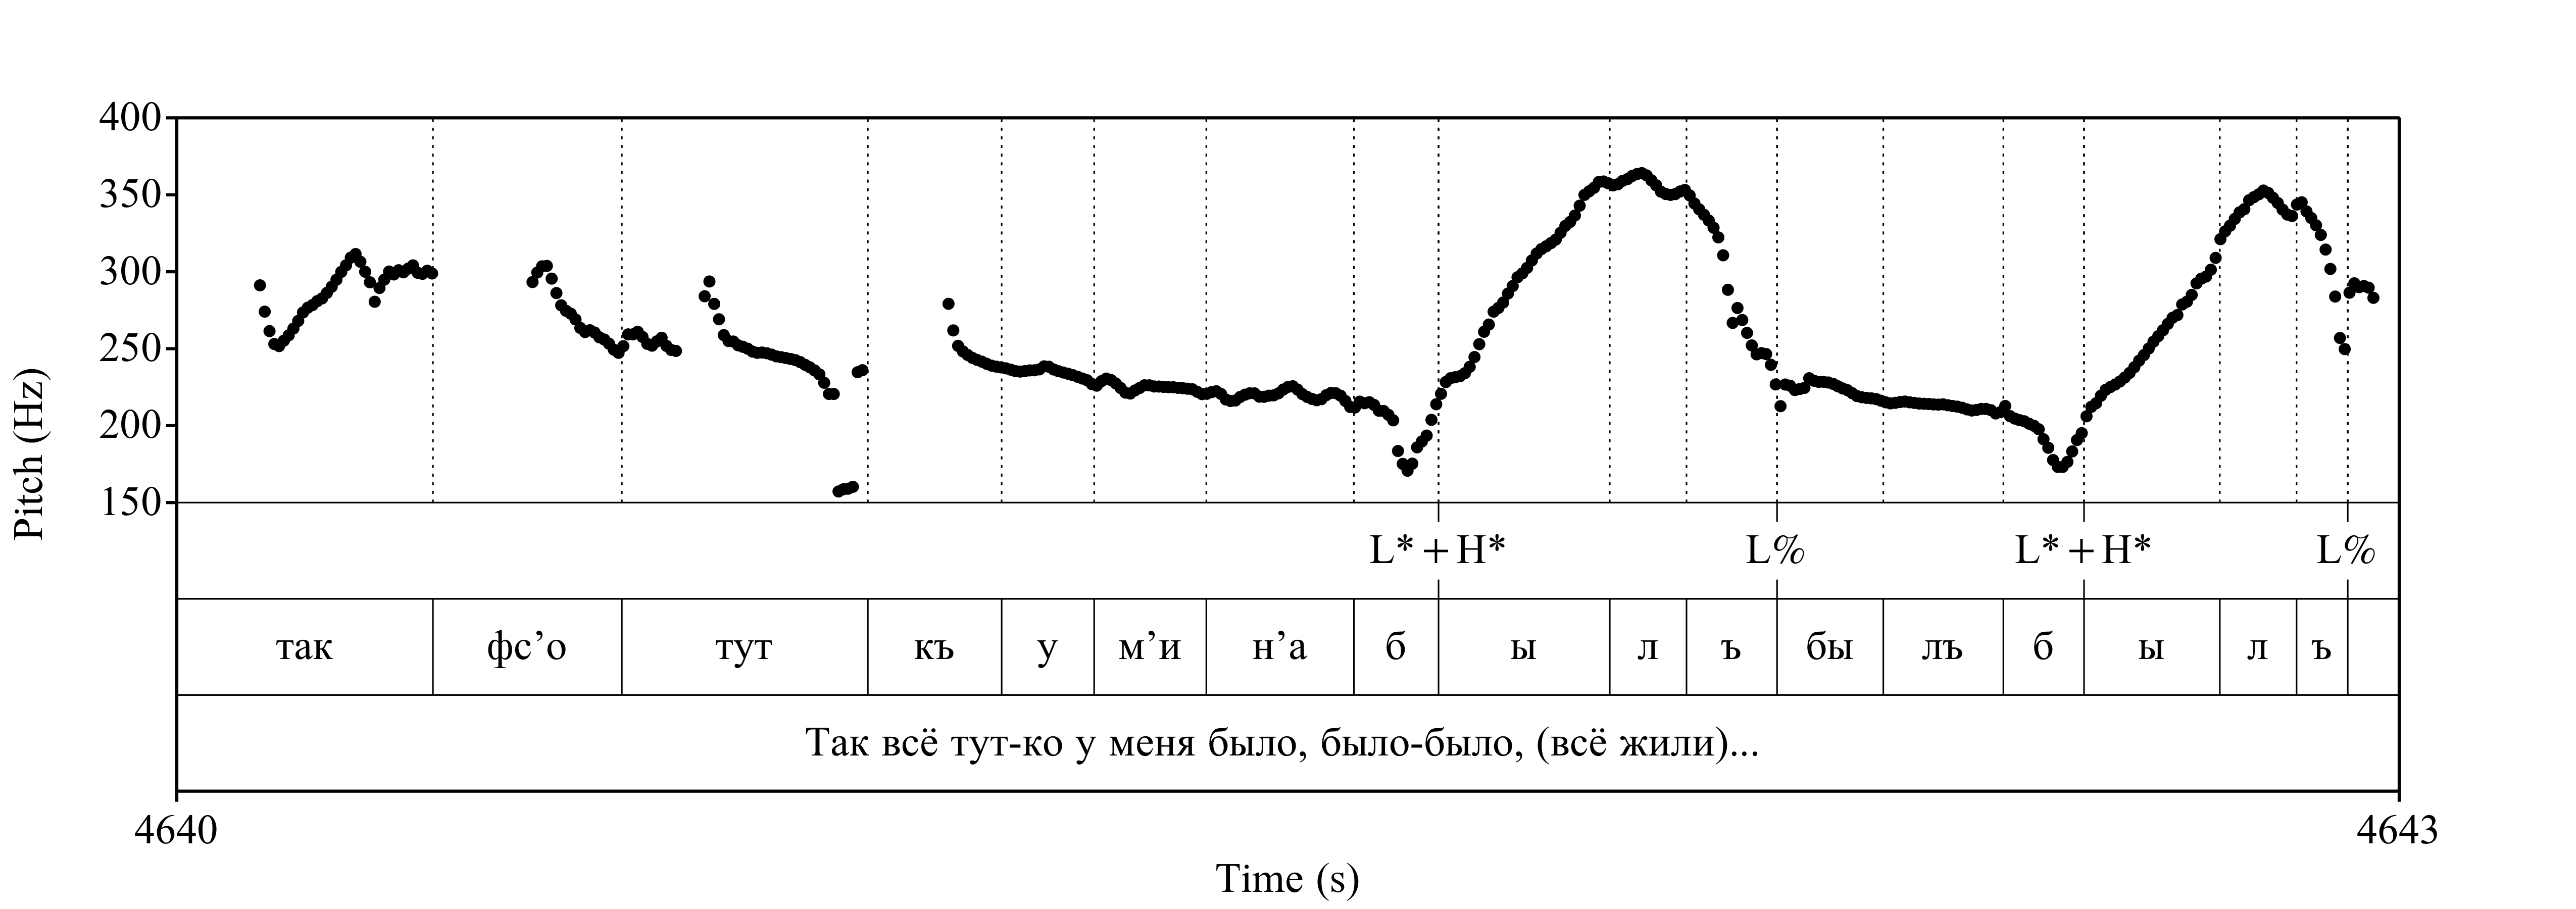 400
350
300
250
200
150
Pitch (Hz)
L* + H* L% L* + H* L%
так фс’о тут къ у м’и н’а б ы л ъ бы лъ б ы л ъ
Так всё тут-ко у меня было, было-было, (всё жили)...
4640 4643
Time (s)